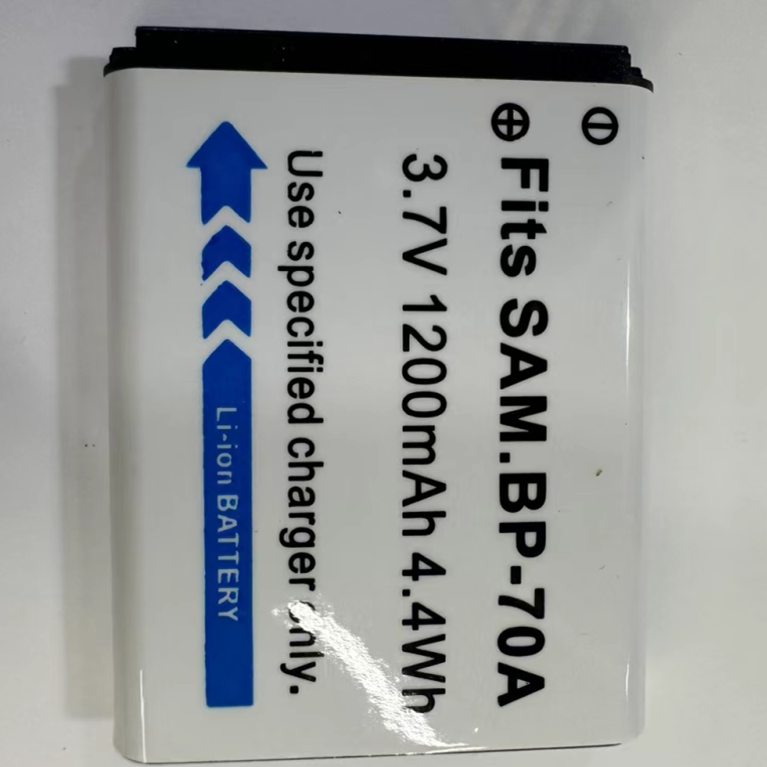 ⊖
⊕ Fits SAM.BP-70A
3.7V 1200mAh 4.4Wh
Use specified charger only.
Li-ion BATTERY